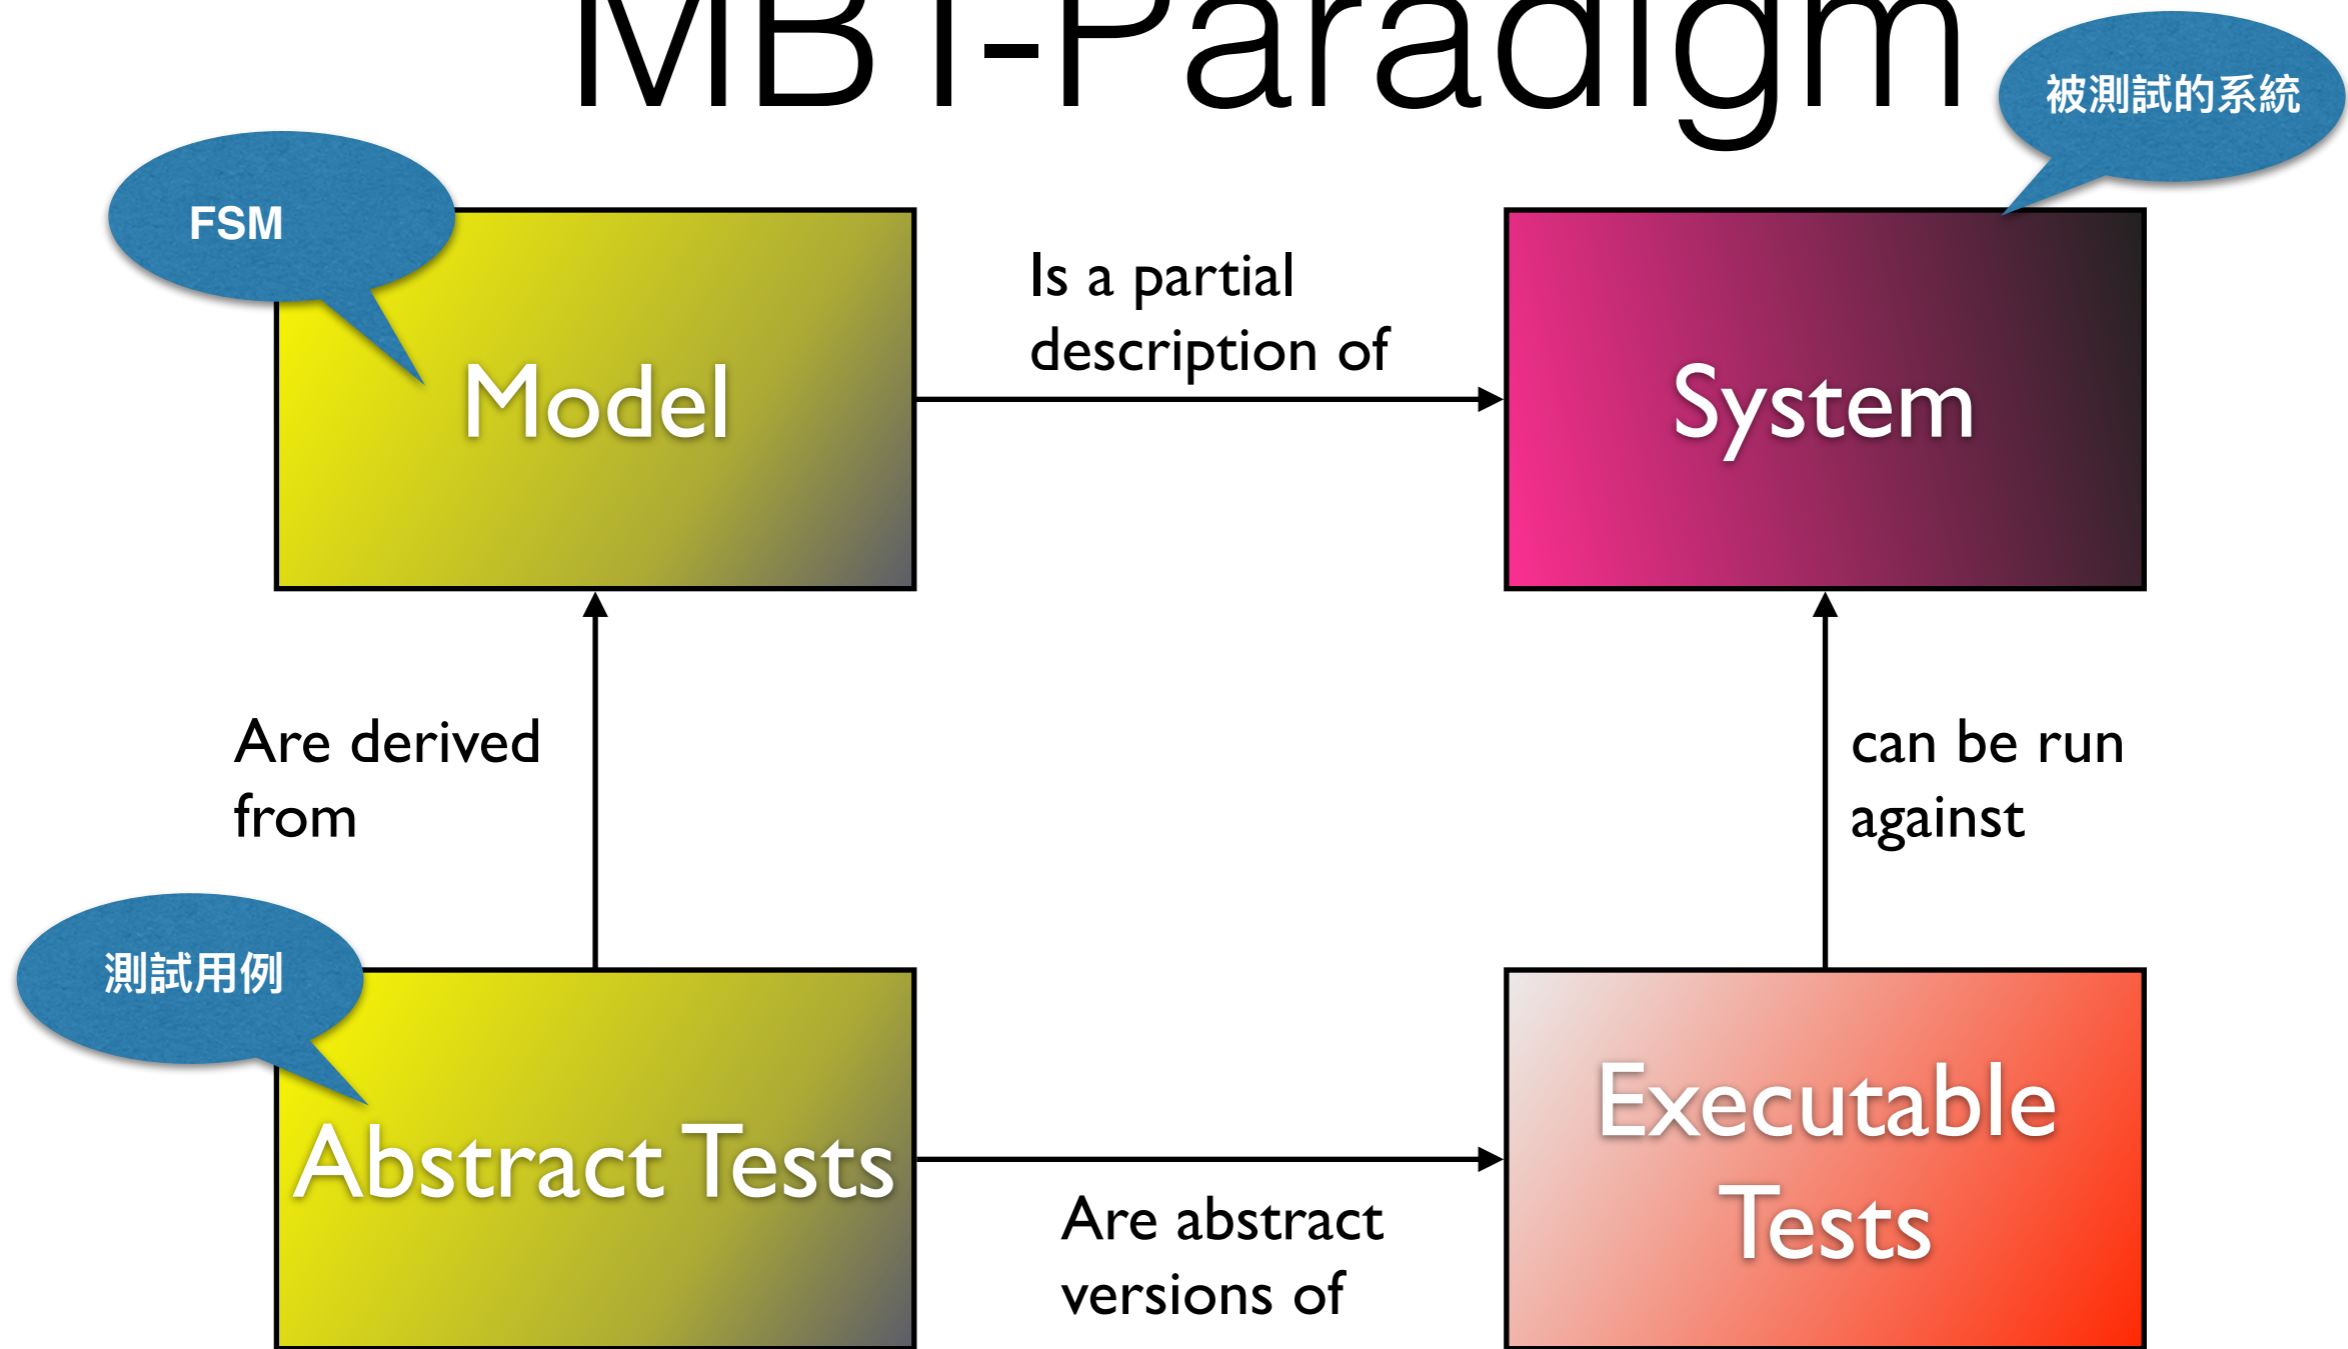 MBT-Paradigm
被測試的系統
FSM
Model
Is a partial
description of
System
Are derived
from
can be run
against
測試用例
Abstract Tests
Are abstract
versions of
Executable
Tests